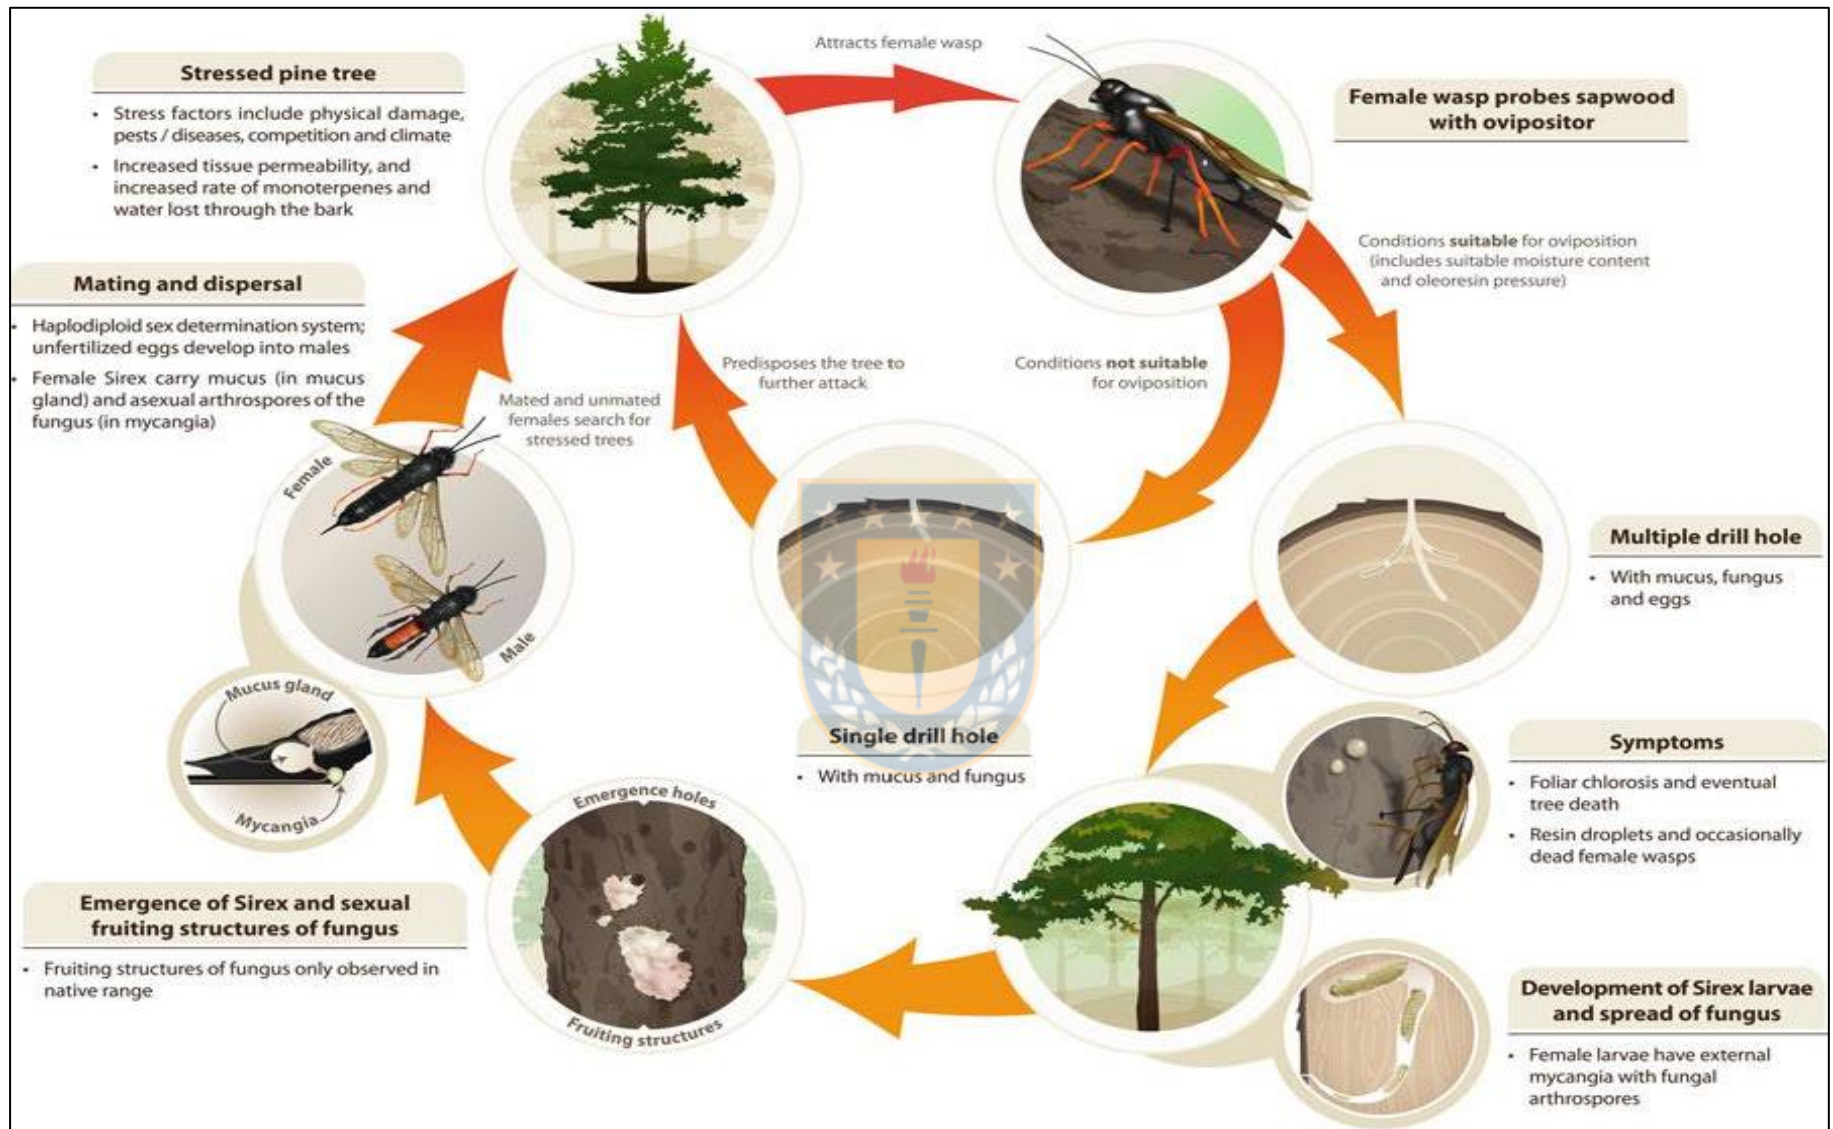 Stressed pine tree
• Stress factors include physical damage,
pests / diseases, competition and climate
• Increased tissue permeability, and
increased rate of monoterpenes and
water lost through the bark
Attracts female wasp
Female wasp probes sapwood
with ovipositor
Conditions suitable for oviposition
(includes suitable moisture content
and oleoresin pressure)
Conditions not suitable
for oviposition
Predisposes the tree to
further attack
Mating and dispersal
• Haplodiploid sex determination system;
unfertilized eggs develop into males
• Female Sirex carry mucus (in mucus
gland) and asexual arthrospores of the
fungus (in mycangia)
Mated and unmated
females search for
stressed trees
Female
Male
Mucus gland
Mycangia
Single drill hole
• With mucus and fungus
Multiple drill hole
• With mucus, fungus
and eggs
Symptoms
• Foliar chlorosis and eventual
tree death
• Resin droplets and occasionally
dead female wasps
Development of Sirex larvae
and spread of fungus
• Female larvae have external
mycangia with fungal
arthrospores
Emergence holes
Fruiting structures
Emergence of Sirex and sexual
fruiting structures of fungus
• Fruiting structures of fungus only observed in
native range